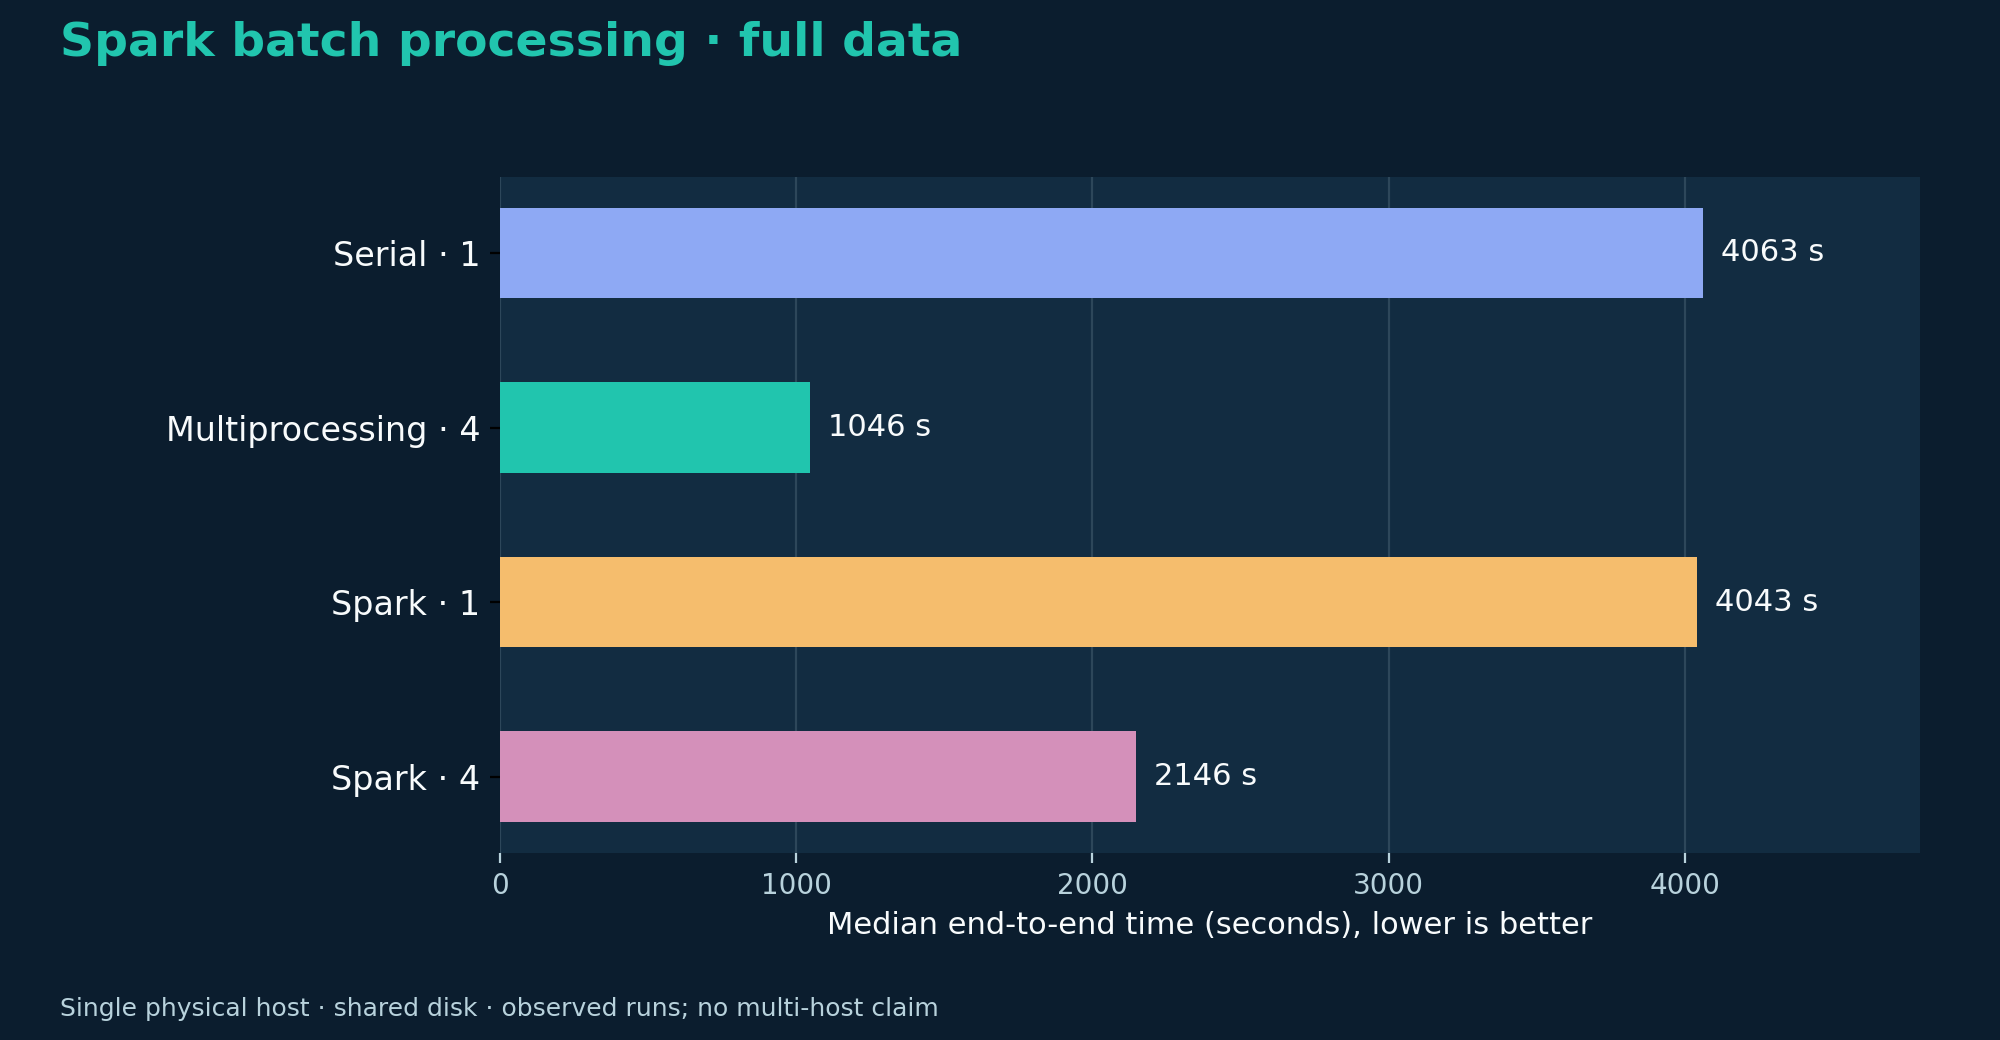 Spark batch processing · full data
Serial · 1
4063 s
Multiprocessing · 4
1046 s
Spark · 1
4043 s
Spark · 4
2146 s
0 1000 2000 3000 4000
Median end-to-end time (seconds), lower is better
Single physical host · shared disk · observed runs; no multi-host claim